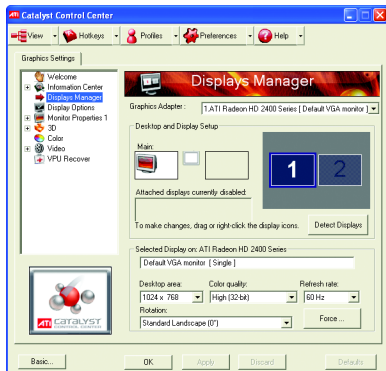 ATI Catalyst Control Center
View Hotkeys Profiles Preferences Help
Graphics Settings
Welcome
Information Center
Displays Manager
Display Options
Monitor Properties 1
3D
Color
Video
VPU Recover
Displays Manager
Graphics Adapter :
1.ATI Radeon HD 2400 Series [ Default VGA monitor ]
Desktop and Display Setup
Main:
1 2
Attached displays currently disabled:
To make changes, drag or right-click the display icons.
Detect Displays
Selected Display on: ATI Radeon HD 2400 Series
Default VGA monitor [ Single ]
Desktop area: Color quality: Refresh rate:
1024 x 768 High (32-bit) 60 Hz
Rotation:
Standard Landscape (0°)
Force ...
ATI CATALYST
CONTROL CENTER
Basic... OK Apply Discard Defaults